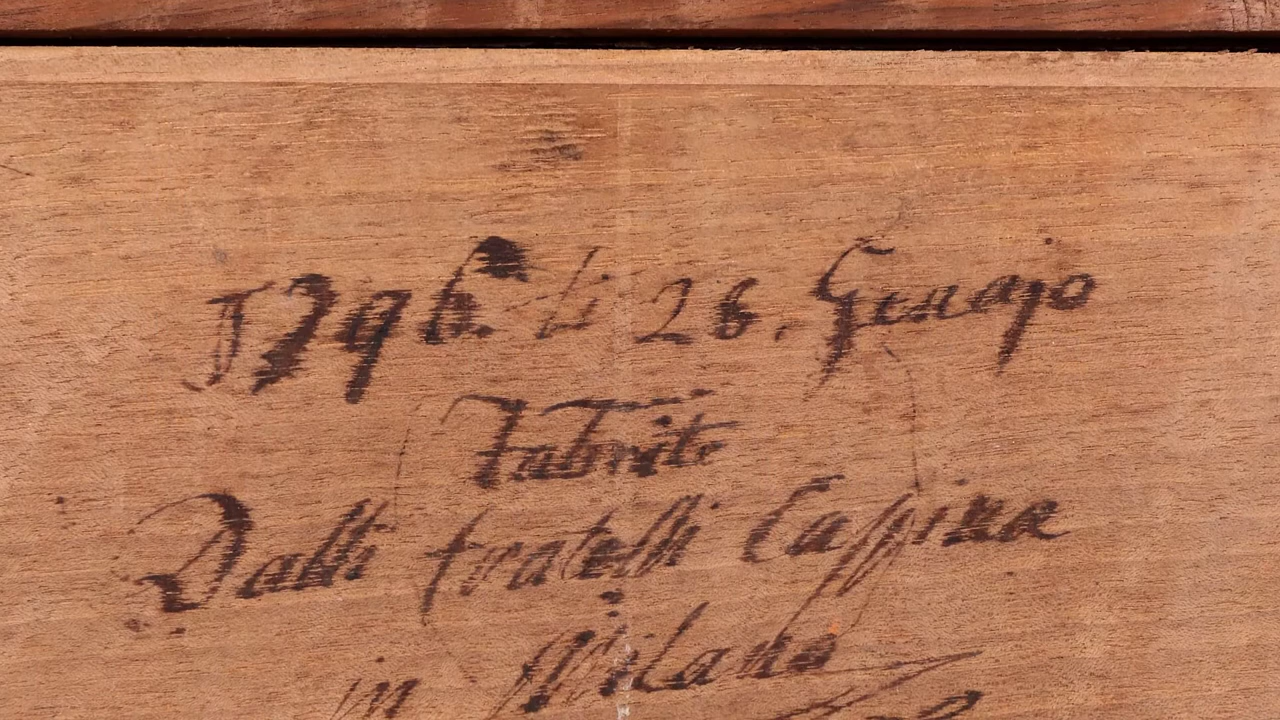 1796. li 26. Genajo
Fabrite
Dalli fratelli Cassina
in Milano